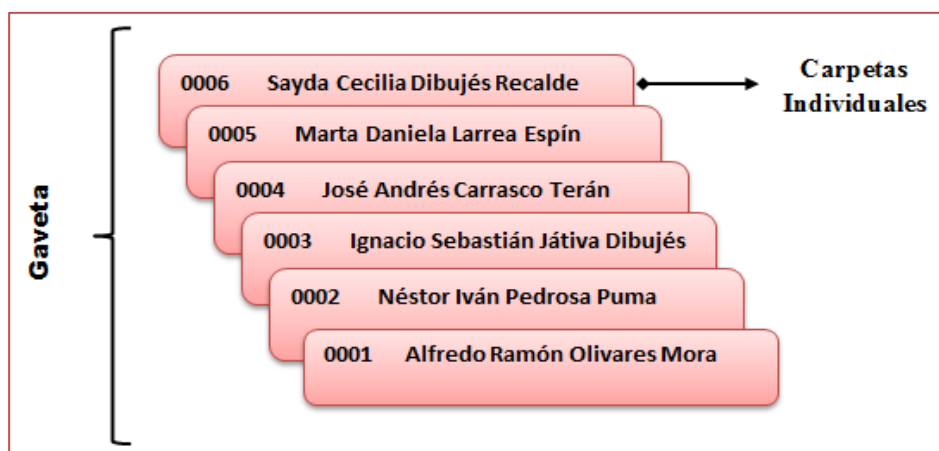 0006 Sayda Cecilia Dibujés Recalde
Carpetas
Individuales
0005 Marta Daniela Larrea Espín
0004 José Andrés Carrasco Terán
Gaveta
0003 Ignacio Sebastián Játiva Dibujés
0002 Néstor Iván Pedrosa Puma
0001 Alfredo Ramón Olivares Mora